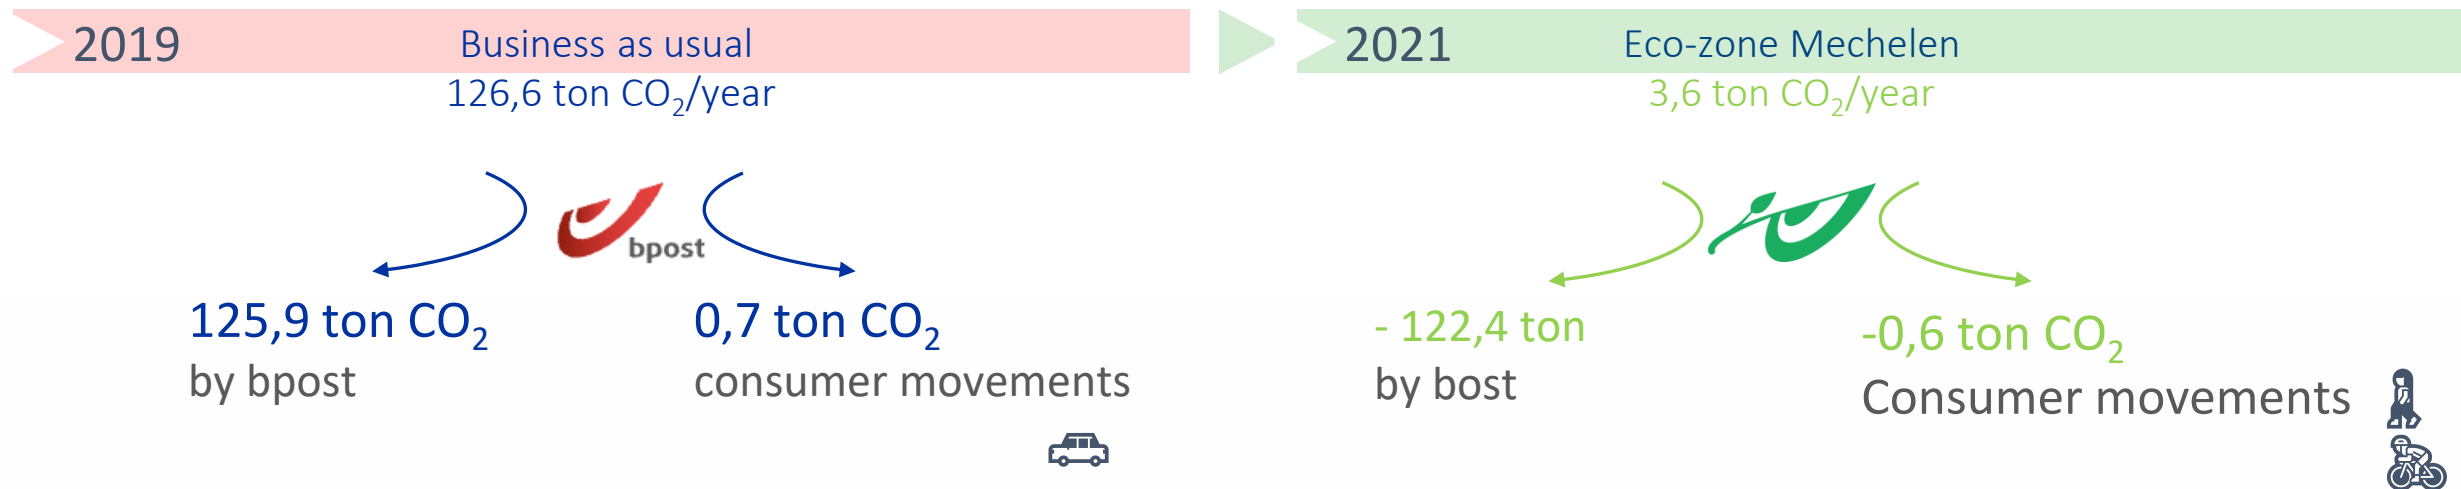 2019
Business as usual
126,6 ton CO₂/year
bpost
125,9 ton CO₂
by bpost
0,7 ton CO₂
consumer movements
2021
Eco-zone Mechelen
3,6 ton CO₂/year
- 122,4 ton
by bost
-0,6 ton CO₂
Consumer movements